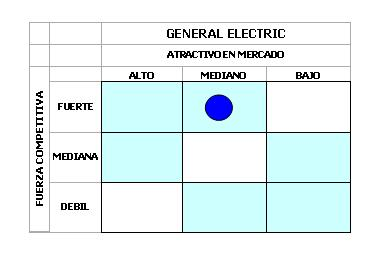 GENERAL ELECTRIC
ATRACTIVO EN MERCADO
ALTO MEDIANO BAJO
FUERZA COMPETITIVA
FUERTE
MEDIANA
DEBIL